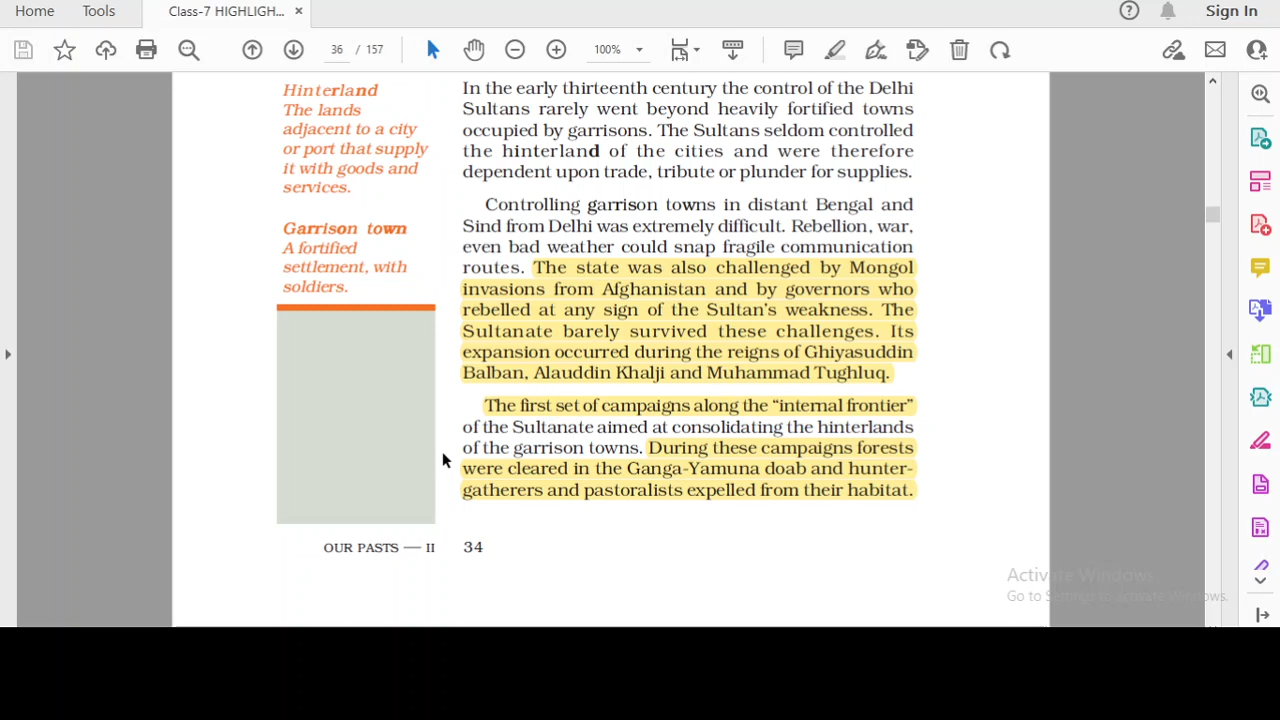 Home Tools Class-7 HIGHLIGH... × Sign In
36 / 157 100%
Hinterland
The lands
adjacent to a city
or port that supply
it with goods and
services.
Garrison town
A fortified
settlement, with
soldiers.
In the early thirteenth century the control of the Delhi
Sultans rarely went beyond heavily fortified towns
occupied by garrisons. The Sultans seldom controlled
the hinterland of the cities and were therefore
dependent upon trade, tribute or plunder for supplies.
Controlling garrison towns in distant Bengal and
Sind from Delhi was extremely difficult. Rebellion, war,
even bad weather could snap fragile communication
routes. The state was also challenged by Mongol
invasions from Afghanistan and by governors who
rebelled at any sign of the Sultan's weakness. The
Sultanate barely survived these challenges. Its
expansion occurred during the reigns of Ghiyasuddin
Balban, Alauddin Khalji and Muhammad Tughluq.
The first set of campaigns along the “internal frontier”
of the Sultanate aimed at consolidating the hinterlands
of the garrison towns. During these campaigns forests
were cleared in the Ganga-Yamuna doab and hunter-
gatherers and pastoralists expelled from their habitat.
OUR PASTS — II 34
Activate Windows
Go to Settings to activate Windows.